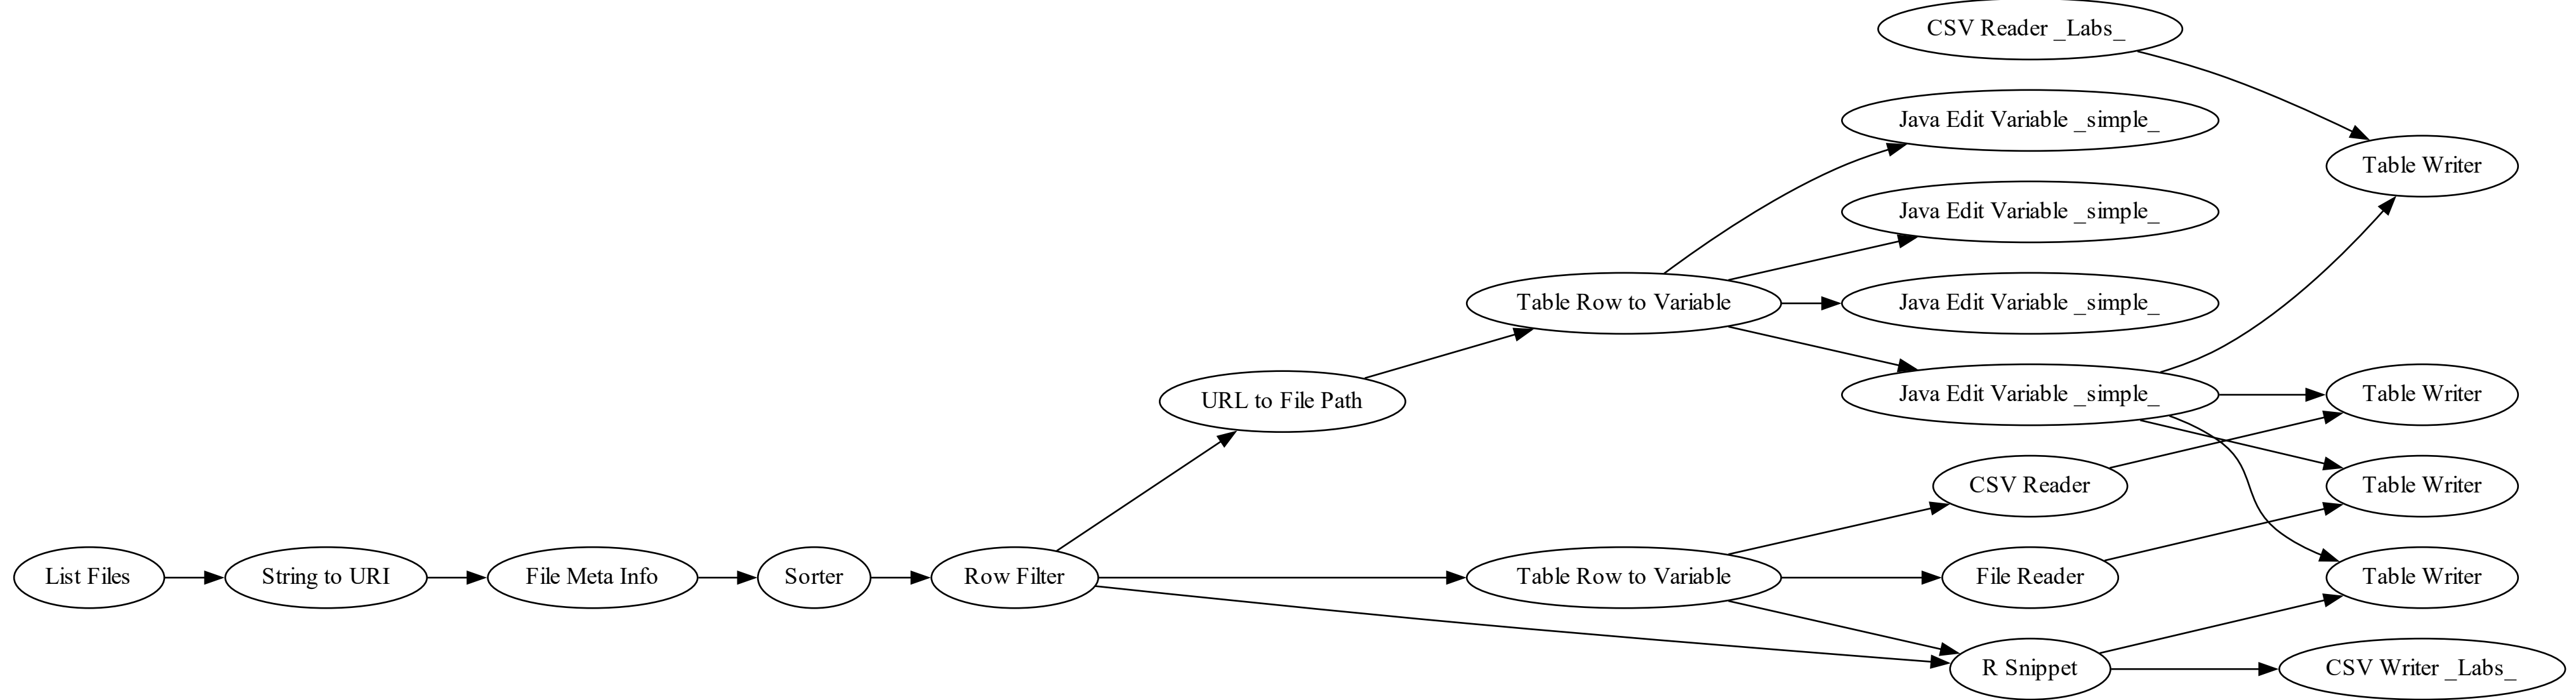 CSV Reader _Labs_
Java Edit Variable _simple_
Table Writer
Java Edit Variable _simple_
Table Row to Variable
Java Edit Variable _simple_
URL to File Path
Java Edit Variable _simple_
Table Writer
CSV Reader
Table Writer
List Files
String to URI
File Meta Info
Sorter
Row Filter
Table Row to Variable
File Reader
Table Writer
R Snippet
CSV Writer _Labs_